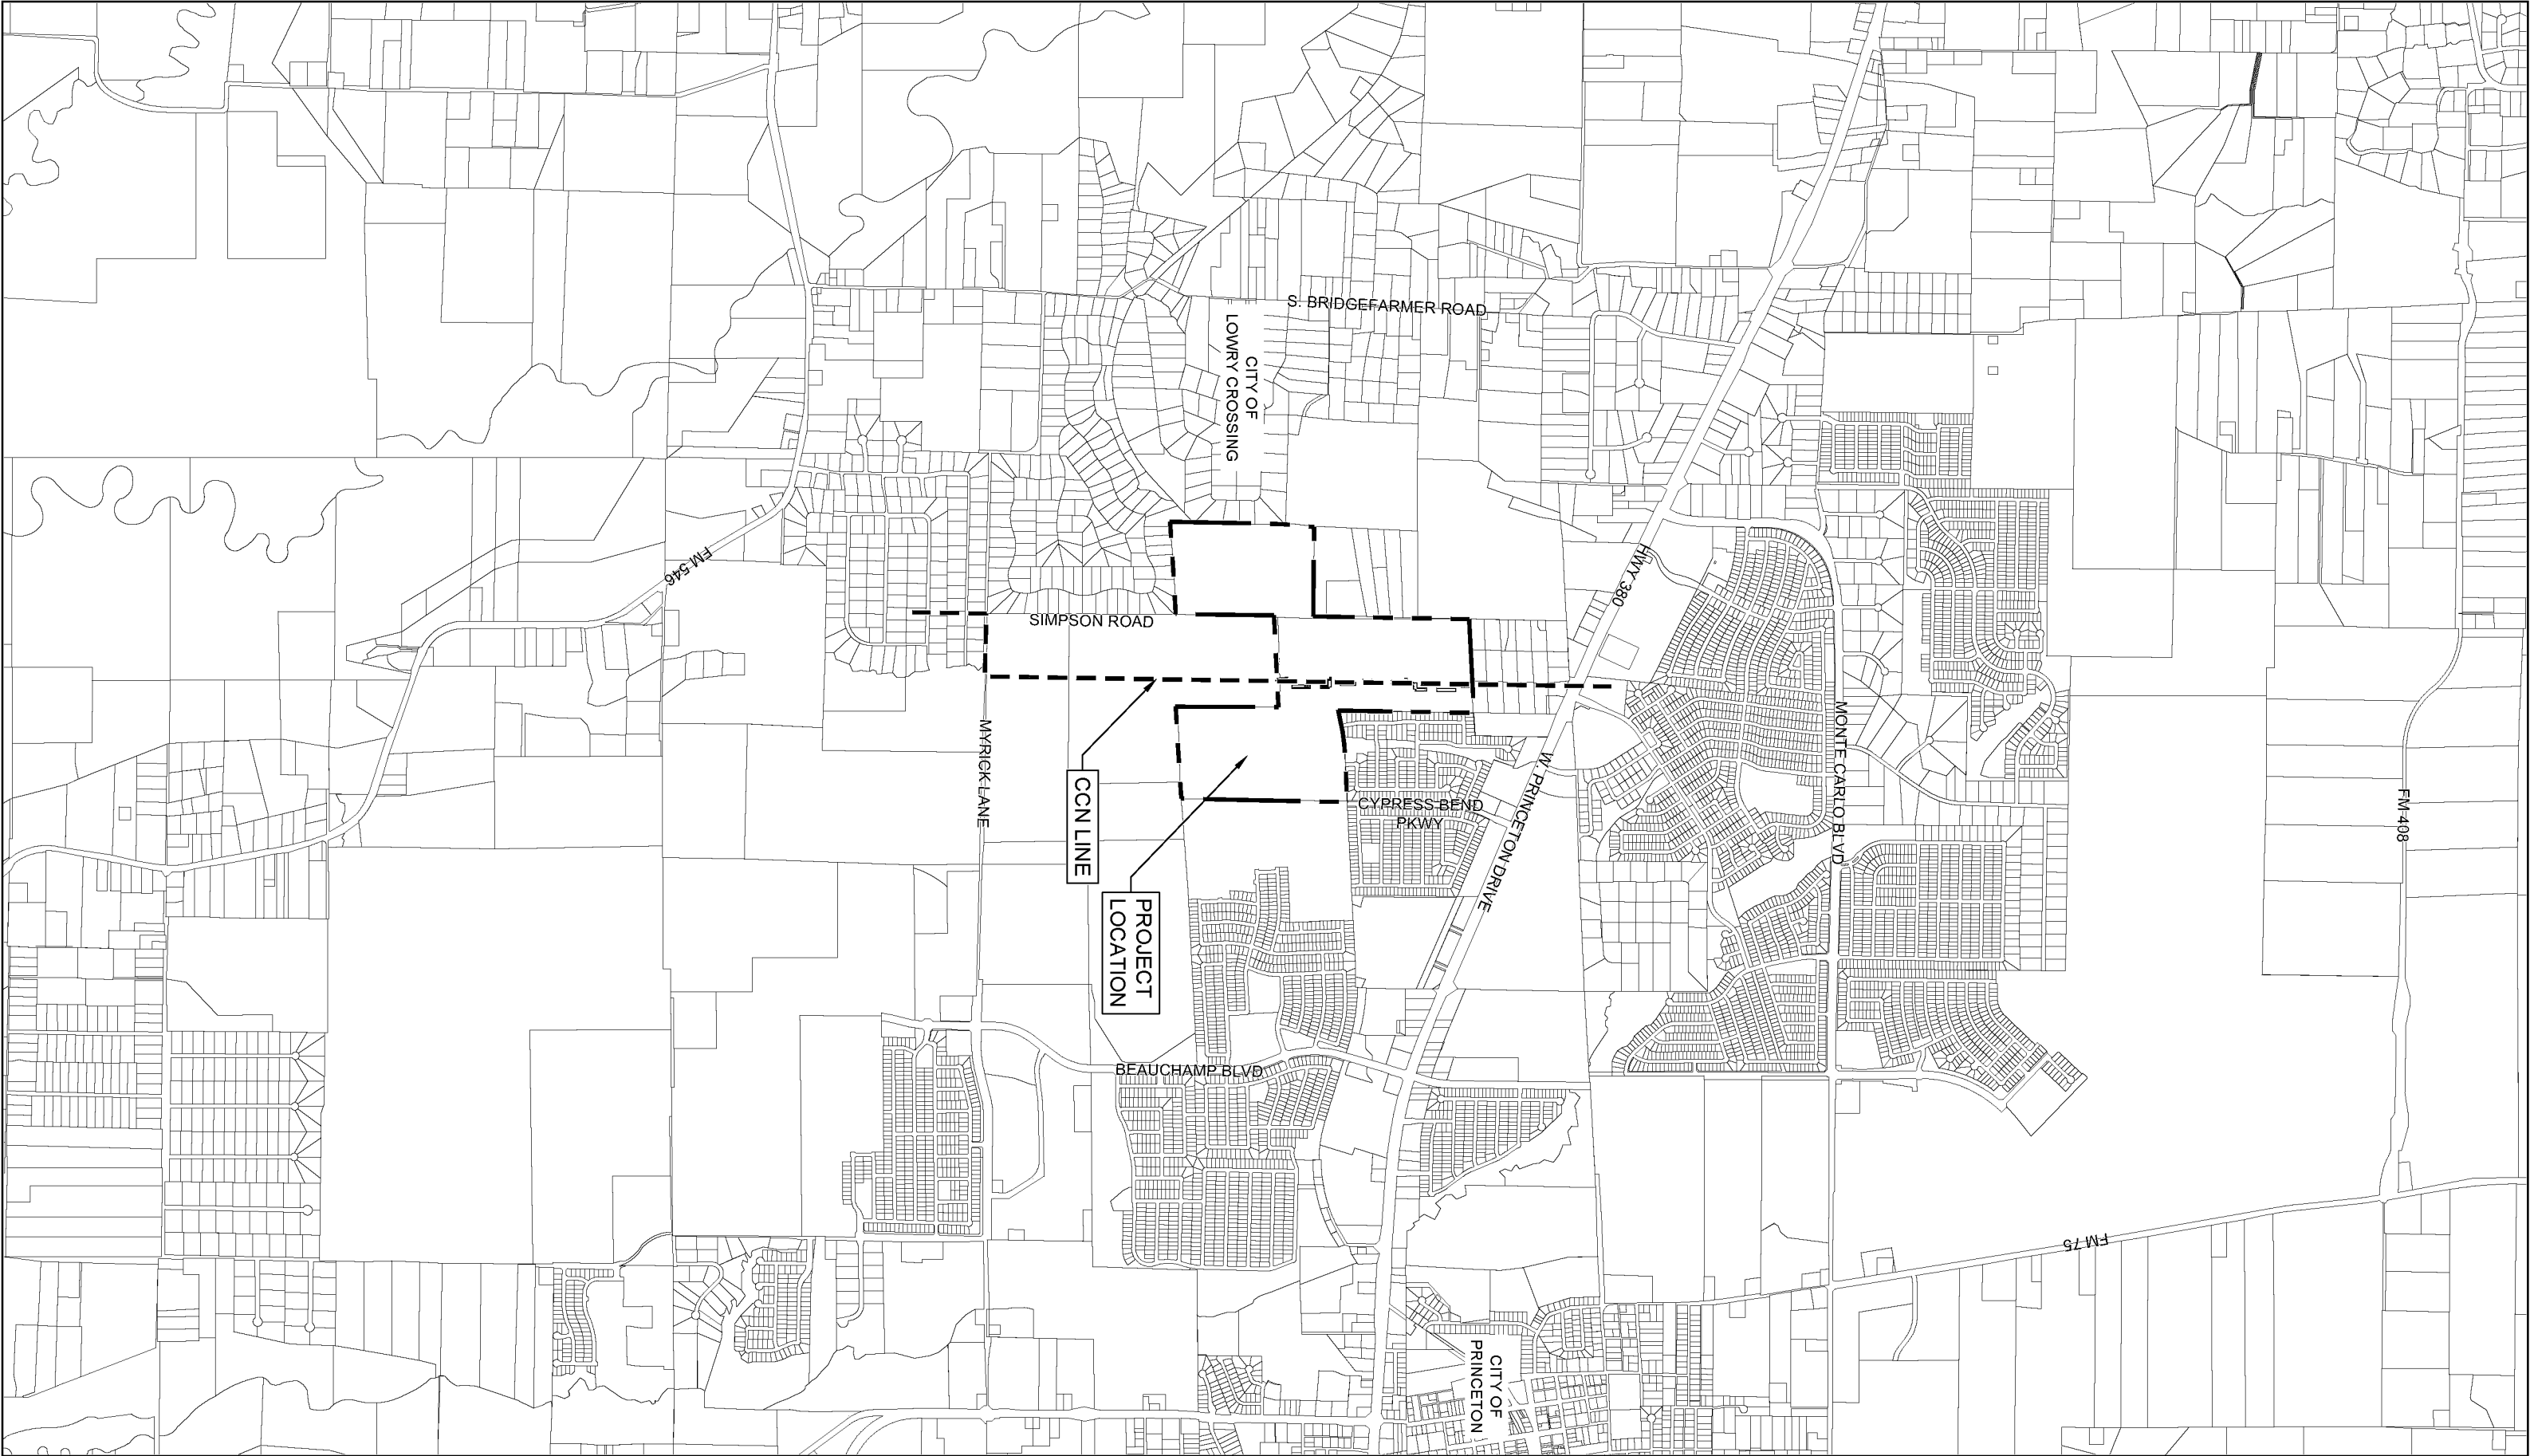 S. BRIDGEFARMER ROAD
CITY OF
LOWRY CROSSING
HWY 380
FM 546
SIMPSON ROAD
MYRICK LANE
CCN LINE
PROJECT
LOCATION
CYPRESS BEND
PKWY
W. PRINCETON DRIVE
MONTE CARLO BLVD
FM 408
BEAUCHAMP BLVD
FM 75
CITY OF
PRINCETON